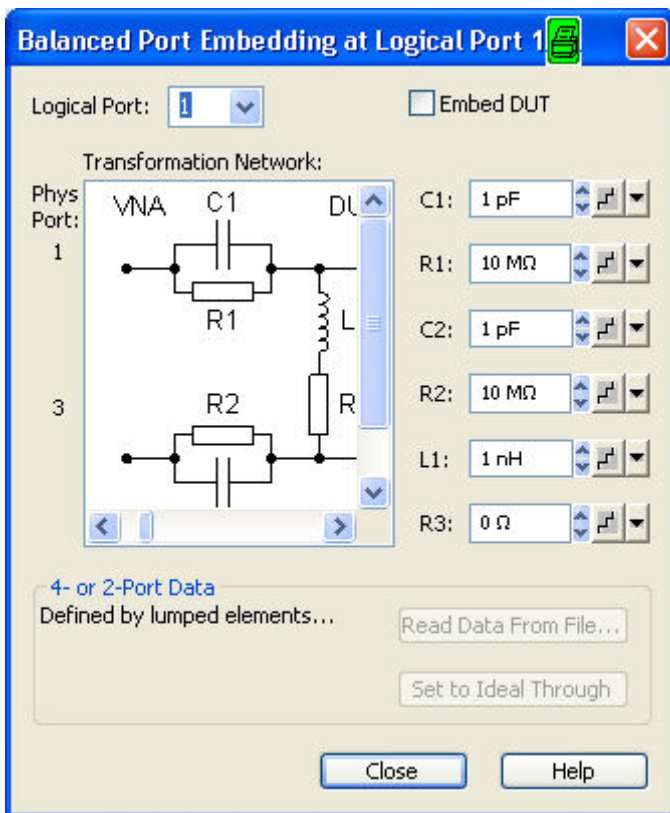 Balanced Port Embedding at Logical Port 1
Logical Port: 1
Embed DUT
Transformation Network:
Phys Port:
VNA C1 DU
1
R1
L
3
R2
R
C1: 1 pF
R1: 10 MΩ
C2: 1 pF
R2: 10 MΩ
L1: 1 nH
R3: 0 Ω
4- or 2-Port Data
Defined by lumped elements...
Read Data From File...
Set to Ideal Through
Close
Help